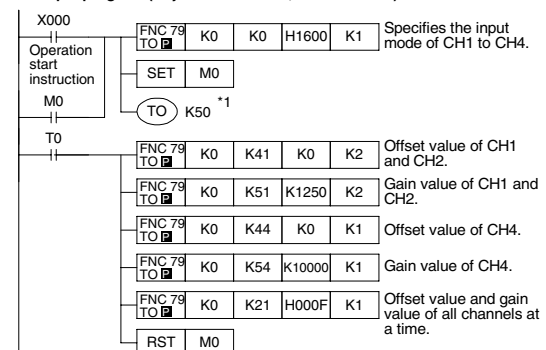 X000
Operation
start
instruction
M0
FNC 79
TO P K0 K0 H1600 K1
Specifies the input
mode of CH1 to CH4.
SET M0
TO K50 *1
T0
FNC 79
TO P K0 K41 K0 K2
Offset value of CH1
and CH2.
FNC 79
TO P K0 K51 K1250 K2
Gain value of CH1 and
CH2.
FNC 79
TO P K0 K44 K0 K1
Offset value of CH4.
FNC 79
TO P K0 K54 K10000 K1
Gain value of CH4.
FNC 79
TO P K0 K21 H000F K1
Offset value and gain
value of all channels at
a time.
RST M0